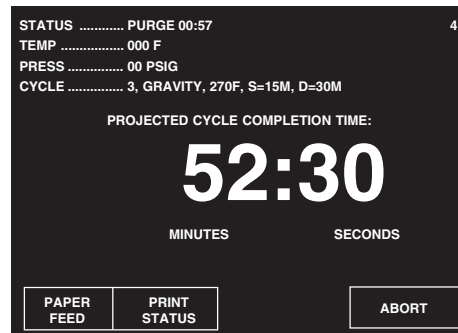 STATUS ............ PURGE 00:57 4
TEMP ................ 000 F
PRESS .............. 00 PSIG
CYCLE .............. 3, GRAVITY, 270F, S=15M, D=30M
PROJECTED CYCLE COMPLETION TIME:
52:30
MINUTES SECONDS
PAPER FEED
PRINT STATUS
ABORT